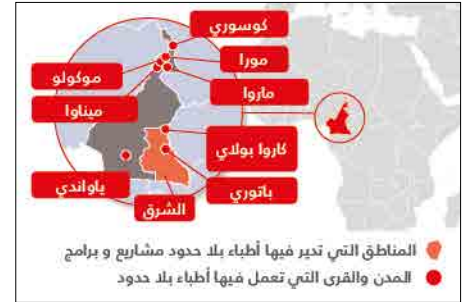 كوسوري
مورا
موكولو
ماروا
ميناوا
كاروا بولاي
ياواندي
باتوري
الشرق
المناطق التي تدير فيها أطباء بلا حدود مشاريع و برامج
المدن والقرى التي تعمل فيها أطباء بلا حدود